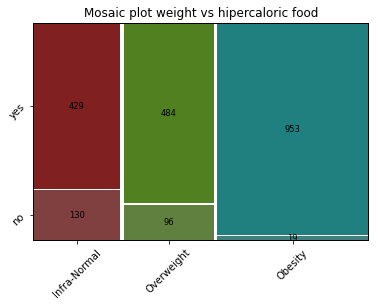 Mosaic plot weight vs hipercaloric food
yes
429
484
953
no
130
96
19
Infra-Normal
Overweight
Obesity